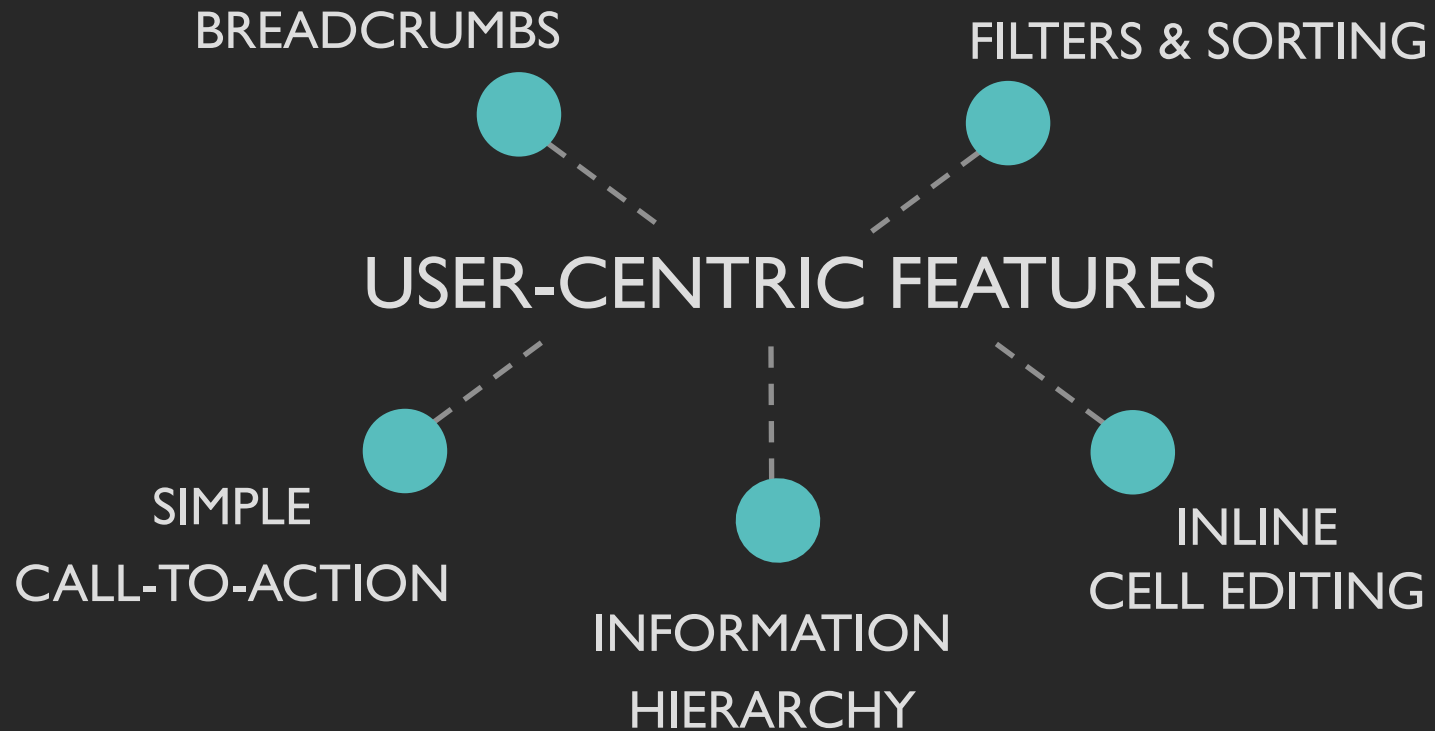 BREADCRUMBS
FILTERS & SORTING
USER-CENTRIC FEATURES
SIMPLE
CALL-TO-ACTION
INFORMATION
HIERARCHY
INLINE
CELL EDITING